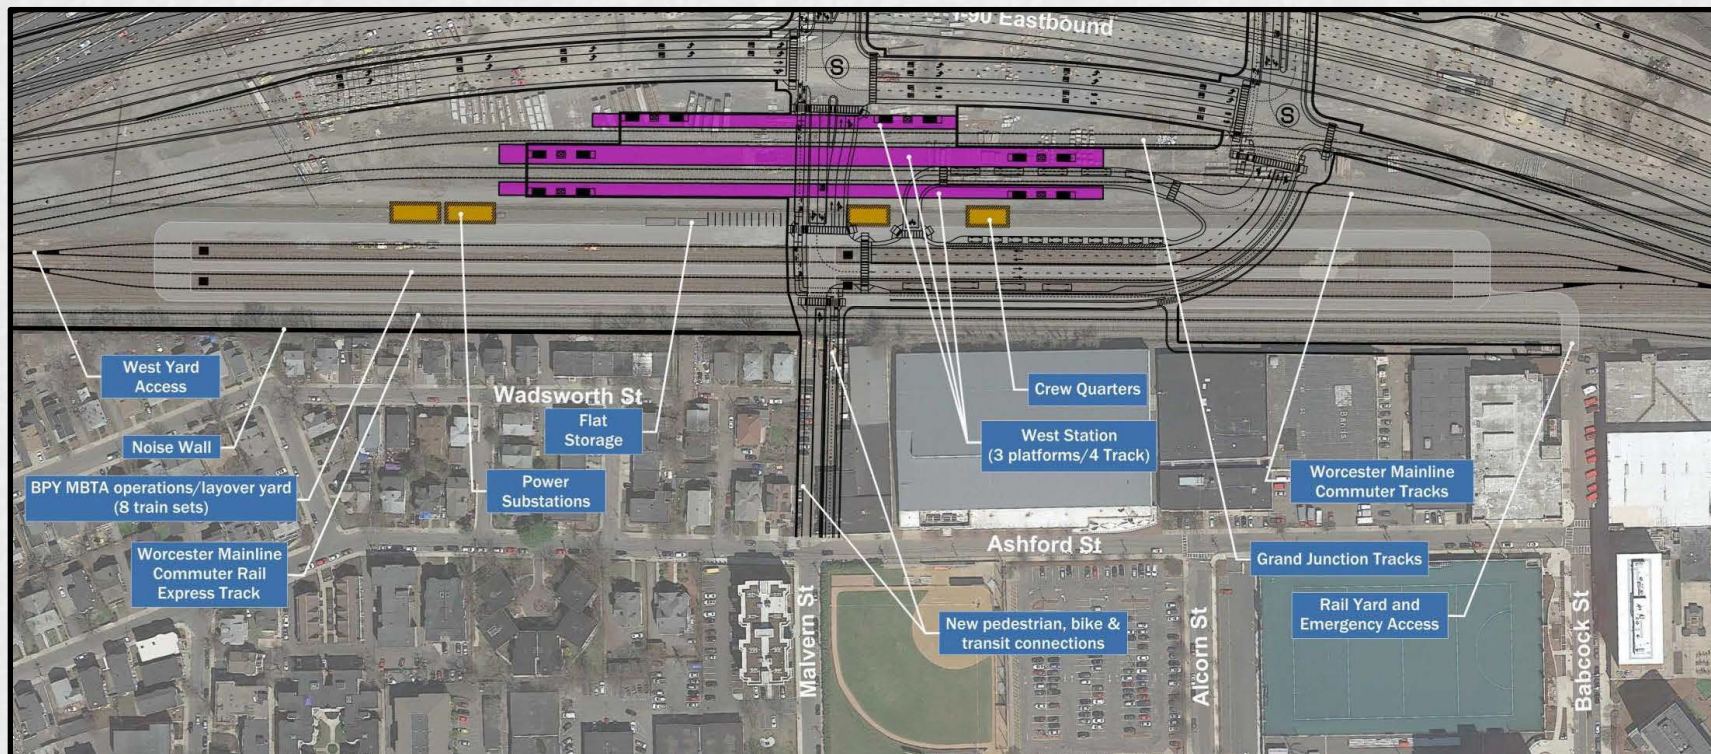 I-90 Eastbound
S
S
West Yard
Access
Noise Wall
BPY MBTA operations/layover yard
(8 train sets)
Worcester Mainline
Commuter Rail
Express Track
Wadsworth St
Flat
Storage
Power
Substations
Crew Quarters
West Station
(3 platforms/4 Track)
Worcester Mainline
Commuter Tracks
Grand Junction Tracks
Rail Yard and
Emergency Access
Ashford St
New pedestrian, bike &
transit connections
Malvern St
Alcorn St
Babcock St